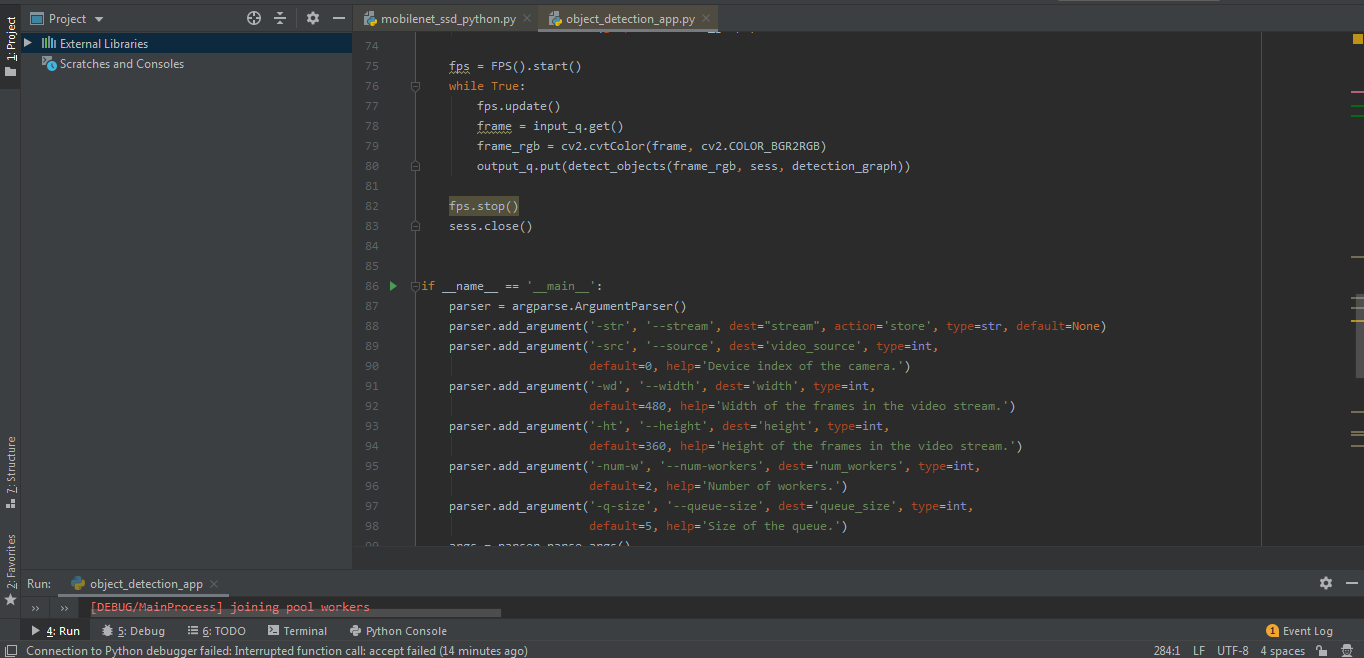 1: Project
Project
mobilenet_ssd_python.py
object_detection_app.py
External Libraries
Scratches and Consoles
74
75 fps = FPS().start()
76 while True:
77 fps.update()
78 frame = input_q.get()
79 frame_rgb = cv2.cvtColor(frame, cv2.COLOR_BGR2RGB)
80 output_q.put(detect_objects(frame_rgb, sess, detection_graph))
81
82 fps.stop()
83 sess.close()
84
85
86 if __name__ == '__main__':
87 parser = argparse.ArgumentParser()
88 parser.add_argument('-str', '--stream', dest="stream", action='store', type=str, default=None)
89 parser.add_argument('-src', '--source', dest='video_source', type=int,
90 default=0, help='Device index of the camera.')
91 parser.add_argument('-wd', '--width', dest='width', type=int,
92 default=480, help='Width of the frames in the video stream.')
93 parser.add_argument('-ht', '--height', dest='height', type=int,
94 default=360, help='Height of the frames in the video stream.')
95 parser.add_argument('-num-w', '--num-workers', dest='num_workers', type=int,
96 default=2, help='Number of workers.')
97 parser.add_argument('-q-size', '--queue-size', dest='queue_size', type=int,
98 default=5, help='Size of the queue.')
99 args = parser.parse_args()
7: Structure
2: Favorites
Run: object_detection_app
[DEBUG/MainProcess] joining pool workers
4: Run 5: Debug 6: TODO Terminal Python Console 1 Event Log
Connection to Python debugger failed: Interrupted function call: accept failed (14 minutes ago) 284:1 LF UTF-8 4 spaces